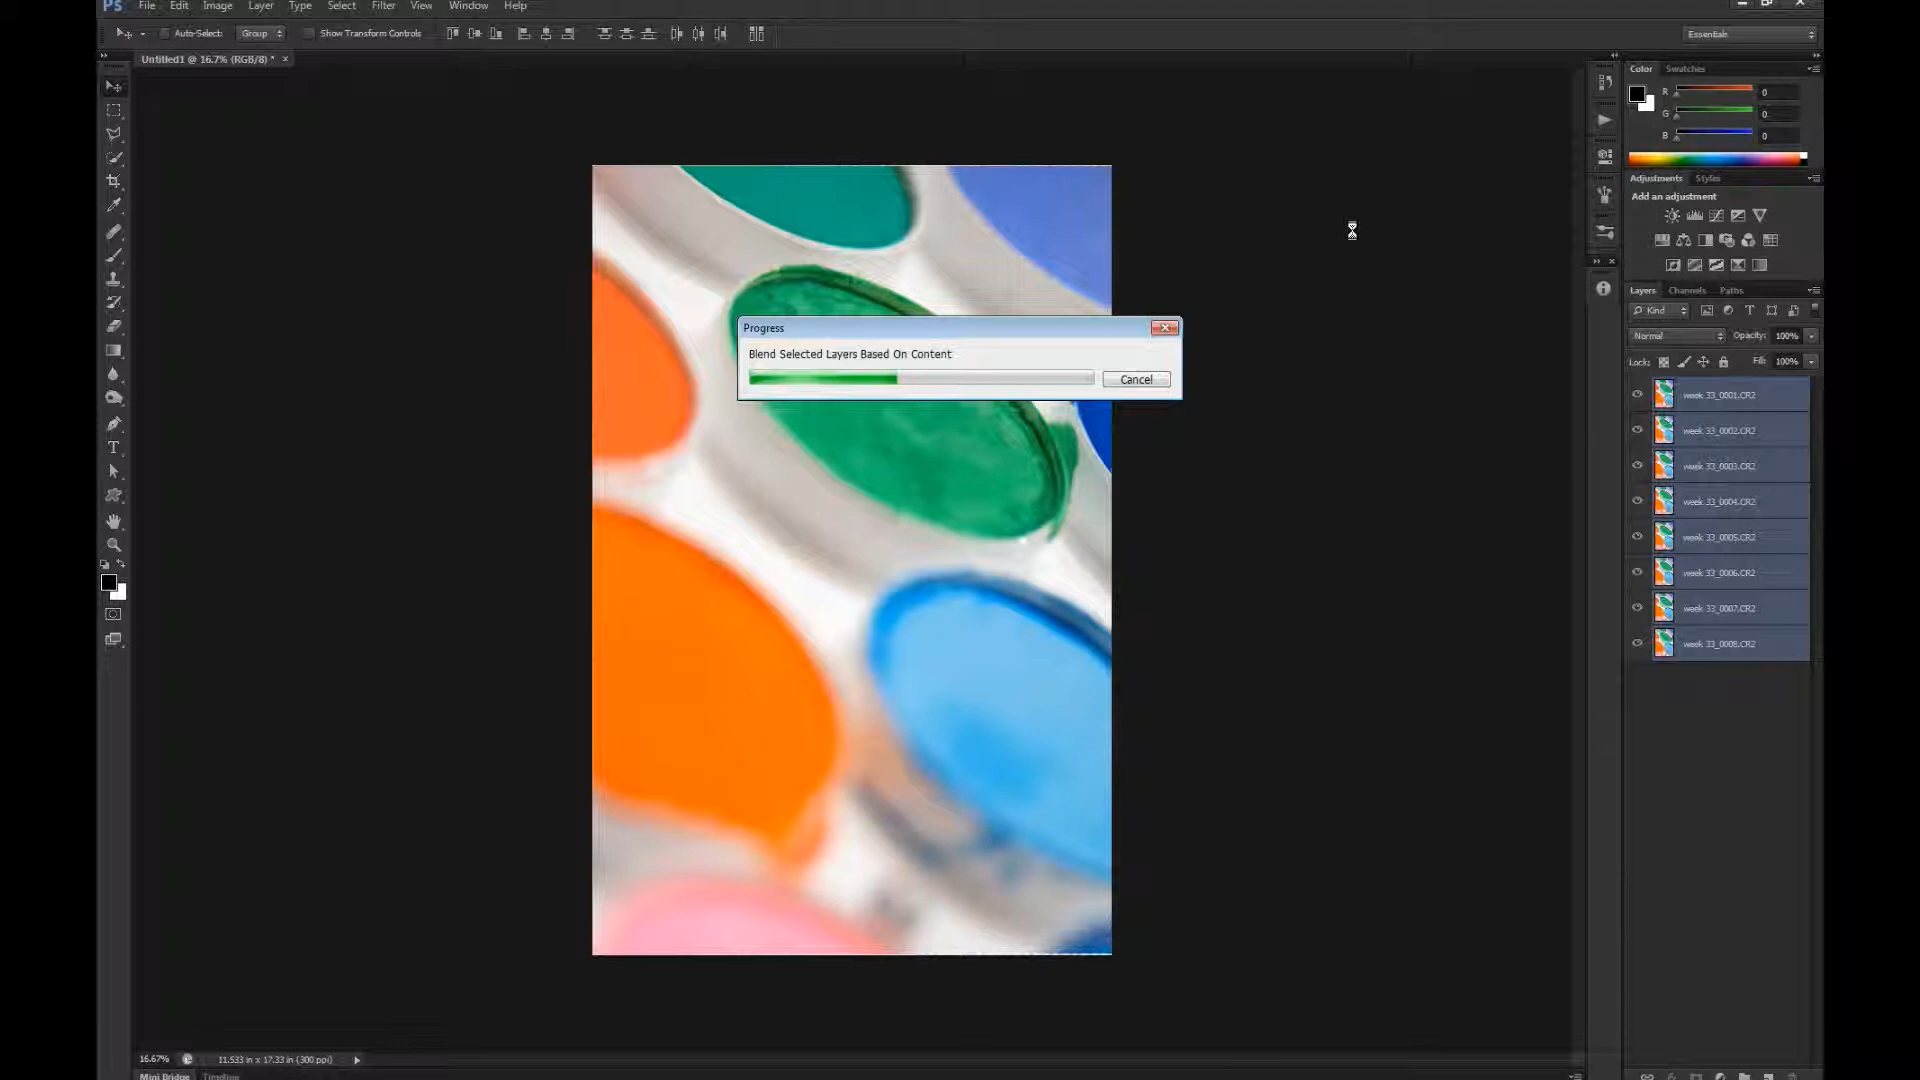 Ps File Edit Image Layer Type Select Filter View Window Help
Auto-Select: Group Show Transform Controls Essentials
Untitled1 @ 16.7% (RGB/8) * ×
Color Swatches
R 0
G 0
B 0
Adjustments Styles
Add an adjustment
Layers Channels Paths
Kind
Normal Opacity: 100%
Lock: Fill: 100%
week 33_0001.CR2
week 33_0002.CR2
week 33_0003.CR2
week 33_0004.CR2
week 33_0005.CR2
week 33_0006.CR2
week 33_0007.CR2
week 33_0008.CR2
Progress
Blend Selected Layers Based On Content
Cancel
16.67% 11.533 in x 17.33 in (300 ppi)
Mini Bridge Timeline